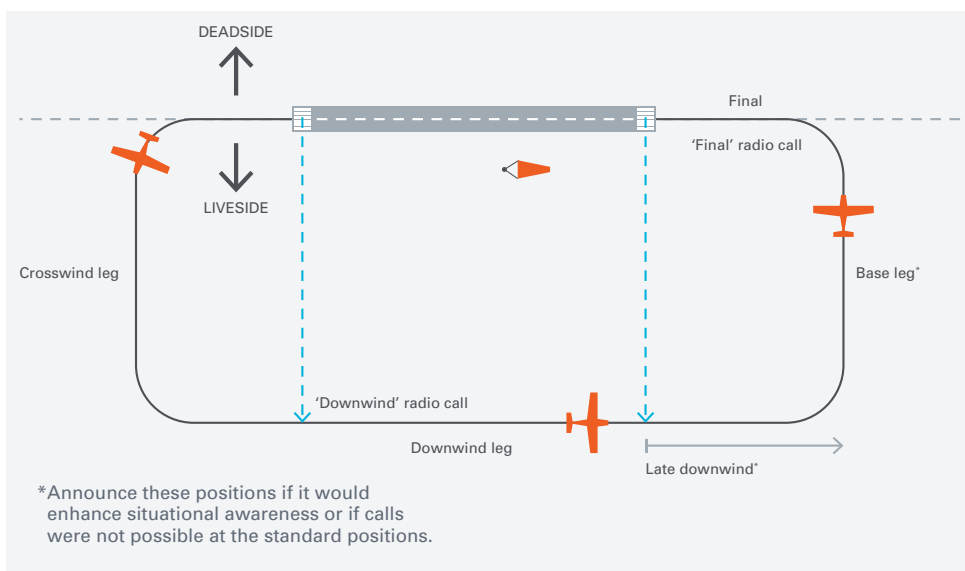 DEADSIDE
Final
'Final' radio call
LIVESIDE
Crosswind leg
Base leg*
'Downwind' radio call
Downwind leg
Late downwind*
*Announce these positions if it would
enhance situational awareness or if calls
were not possible at the standard positions.